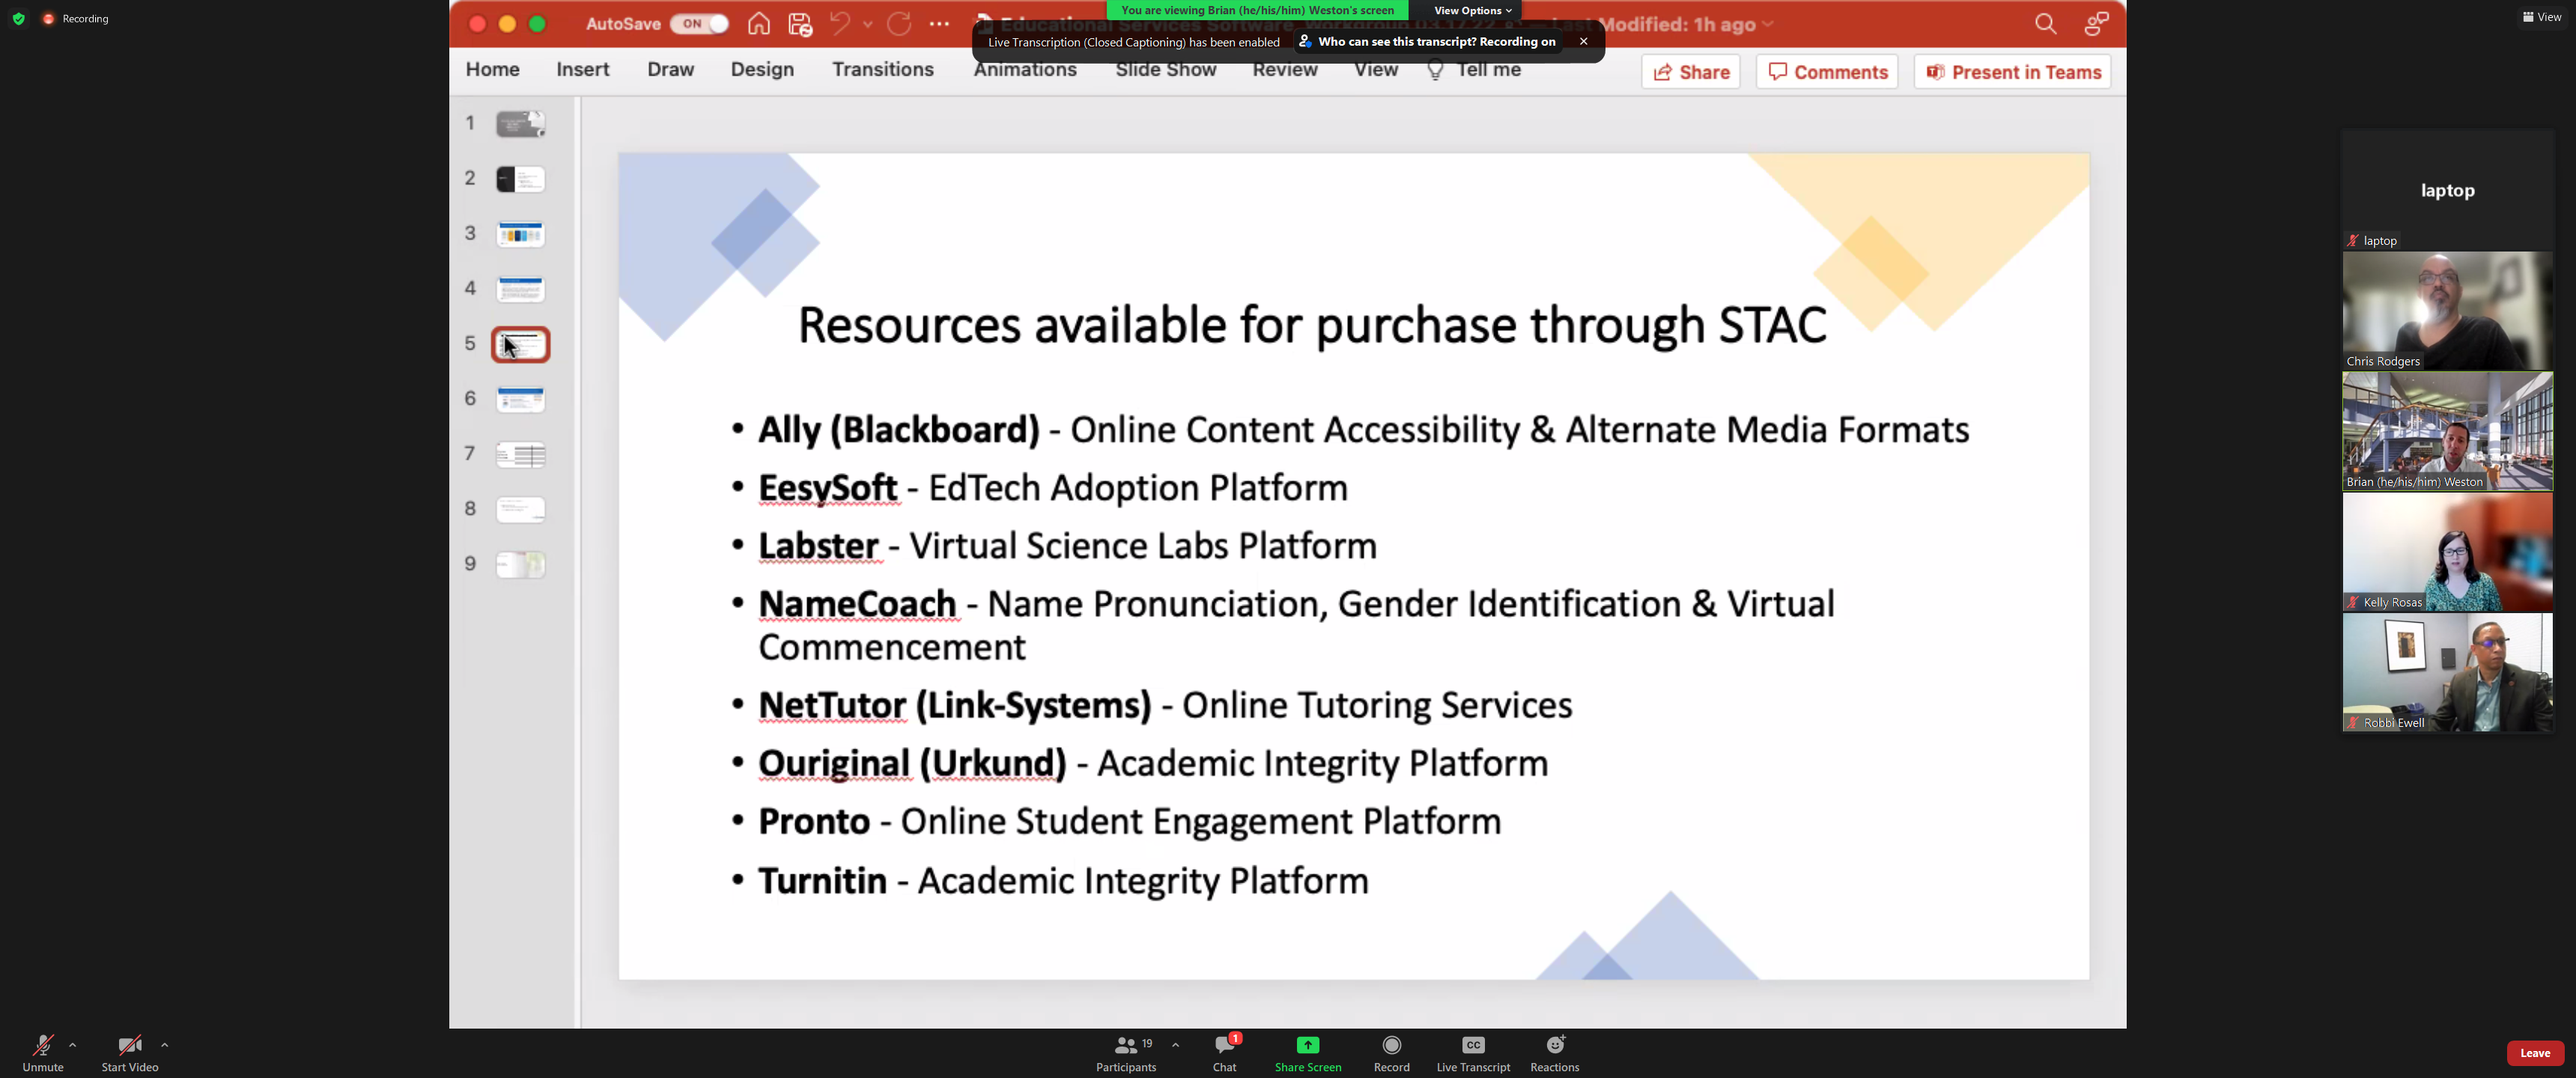 Recording
You are viewing Brian (he/his/him) Weston's screen
View Options
View
AutoSave ON
Educational Services Software Workgroup
Last Modified: 1h ago
Live Transcription (Closed Captioning) has been enabled
Who can see this transcript? Recording on
Home Insert Draw Design Transitions Animations Slide Show Review View Tell me
Share Comments Present in Teams
1
2
3
4
5
6
7
8
9
Resources available for purchase through STAC
• Ally (Blackboard) - Online Content Accessibility & Alternate Media Formats
• EesySoft - EdTech Adoption Platform
• Labster - Virtual Science Labs Platform
• NameCoach - Name Pronunciation, Gender Identification & Virtual
Commencement
• NetTutor (Link-Systems) - Online Tutoring Services
• Ouriginal (Urkund) - Academic Integrity Platform
• Pronto - Online Student Engagement Platform
• Turnitin - Academic Integrity Platform
laptop
laptop
Chris Rodgers
Brian (he/his/him) Weston
Kelly Rosas
Robbi Ewell
Unmute
Start Video
Participants 19
Chat 1
Share Screen
Record
CC
Live Transcript
Reactions
Leave